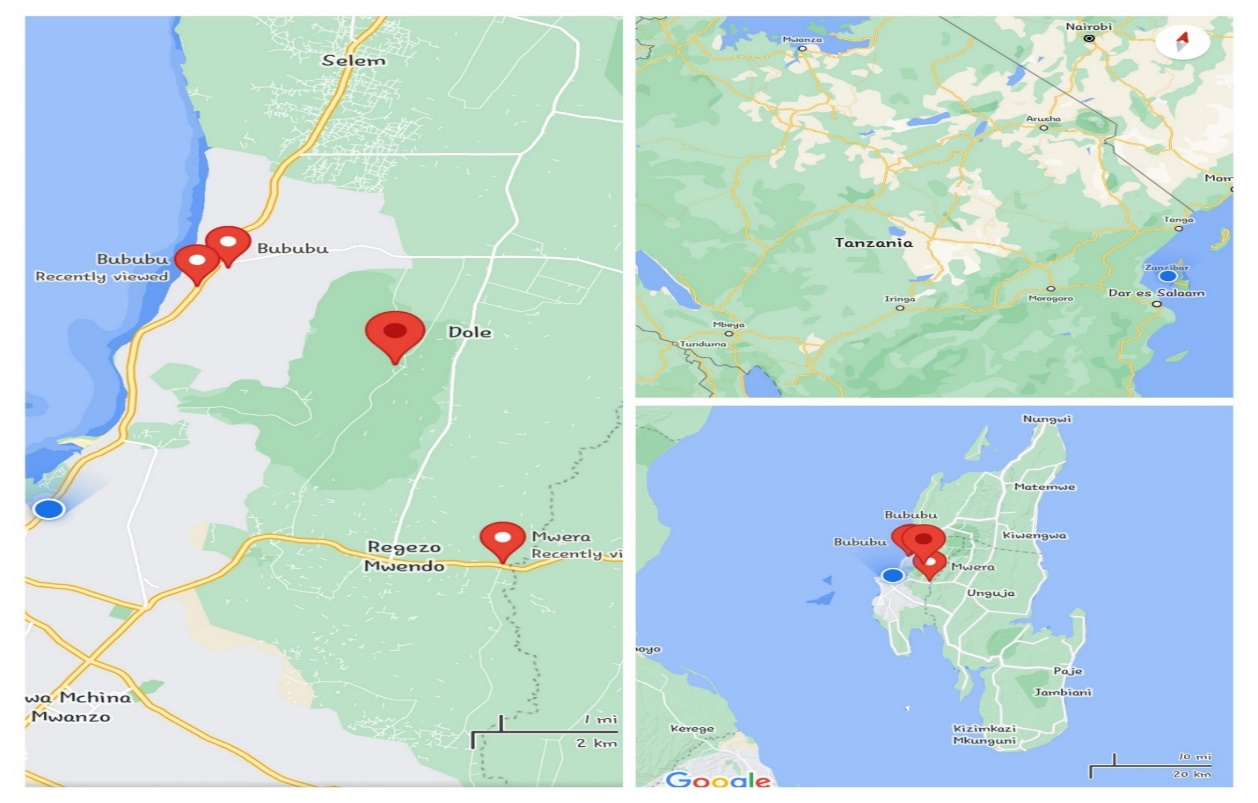 Selem
Bububu
Bububu
Recently viewed
Dole
Mwera
Recently vi
Regezo
Mwendo
wa Mchina
Mwanzo
1 mi
2 km
Nairobi
Mwanza
Arusha
Mom
Tanga
Tanzania
Zanzibar
Dar es Salaam
Morogoro
Iringa
Mbeya
Tunduma
Nungwi
Matemwe
Bububu
Kiwengwa
Bububu
Mwera
Unguja
oyo
Paje
Jambiani
Kerege
Kizimkazi
Mkunguni
10 mi
20 km
Google